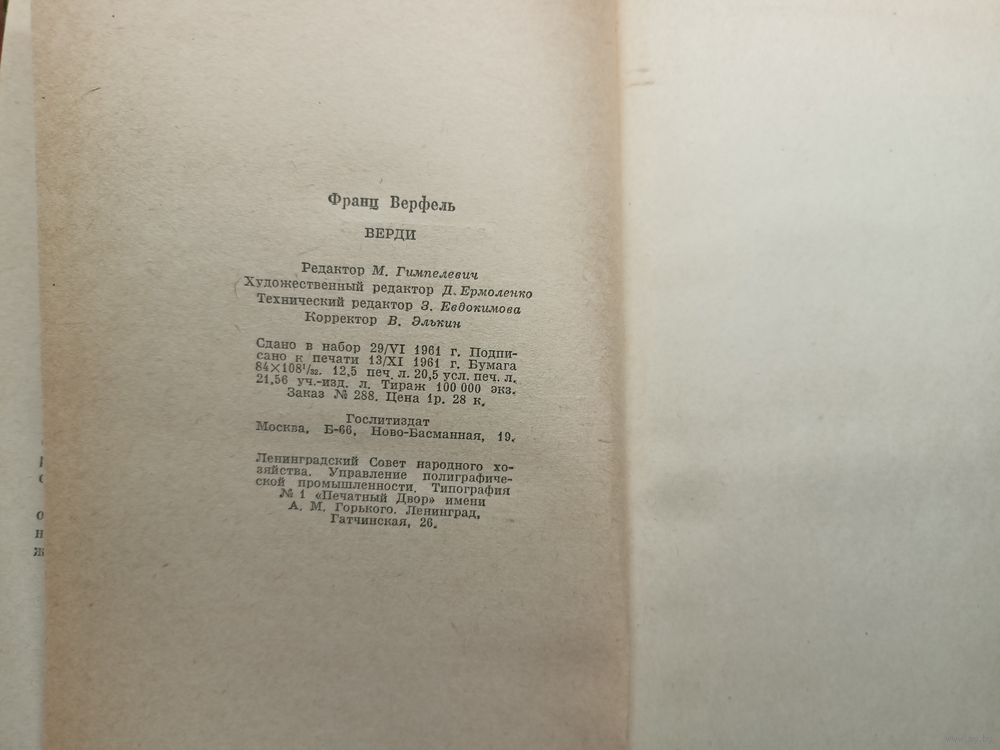 Франц Верфель
ВЕРДИ
Редактор М. Гимпелевич
Художественный редактор Д. Ермоленко
Технический редактор З. Евдокимова
Корректор В. Элькин
Сдано в набор 29/VI 1961 г. Подпи-
сано к печати 13/XI 1961 г. Бумага
84×108¹/₃₂. 12,5 печ. л. 20,5 усл. печ. л.
21,56 уч.-изд. л. Тираж 100 000 экз.
Заказ № 288. Цена 1р. 28 к.
Гослитиздат
Москва, Б-66, Ново-Басманная, 19.
Ленинградский Совет народного хо-
зяйства. Управление полиграфиче-
ской промышленности. Типография
№ 1 «Печатный Двор» имени
А. М. Горького. Ленинград,
Гатчинская, 26.